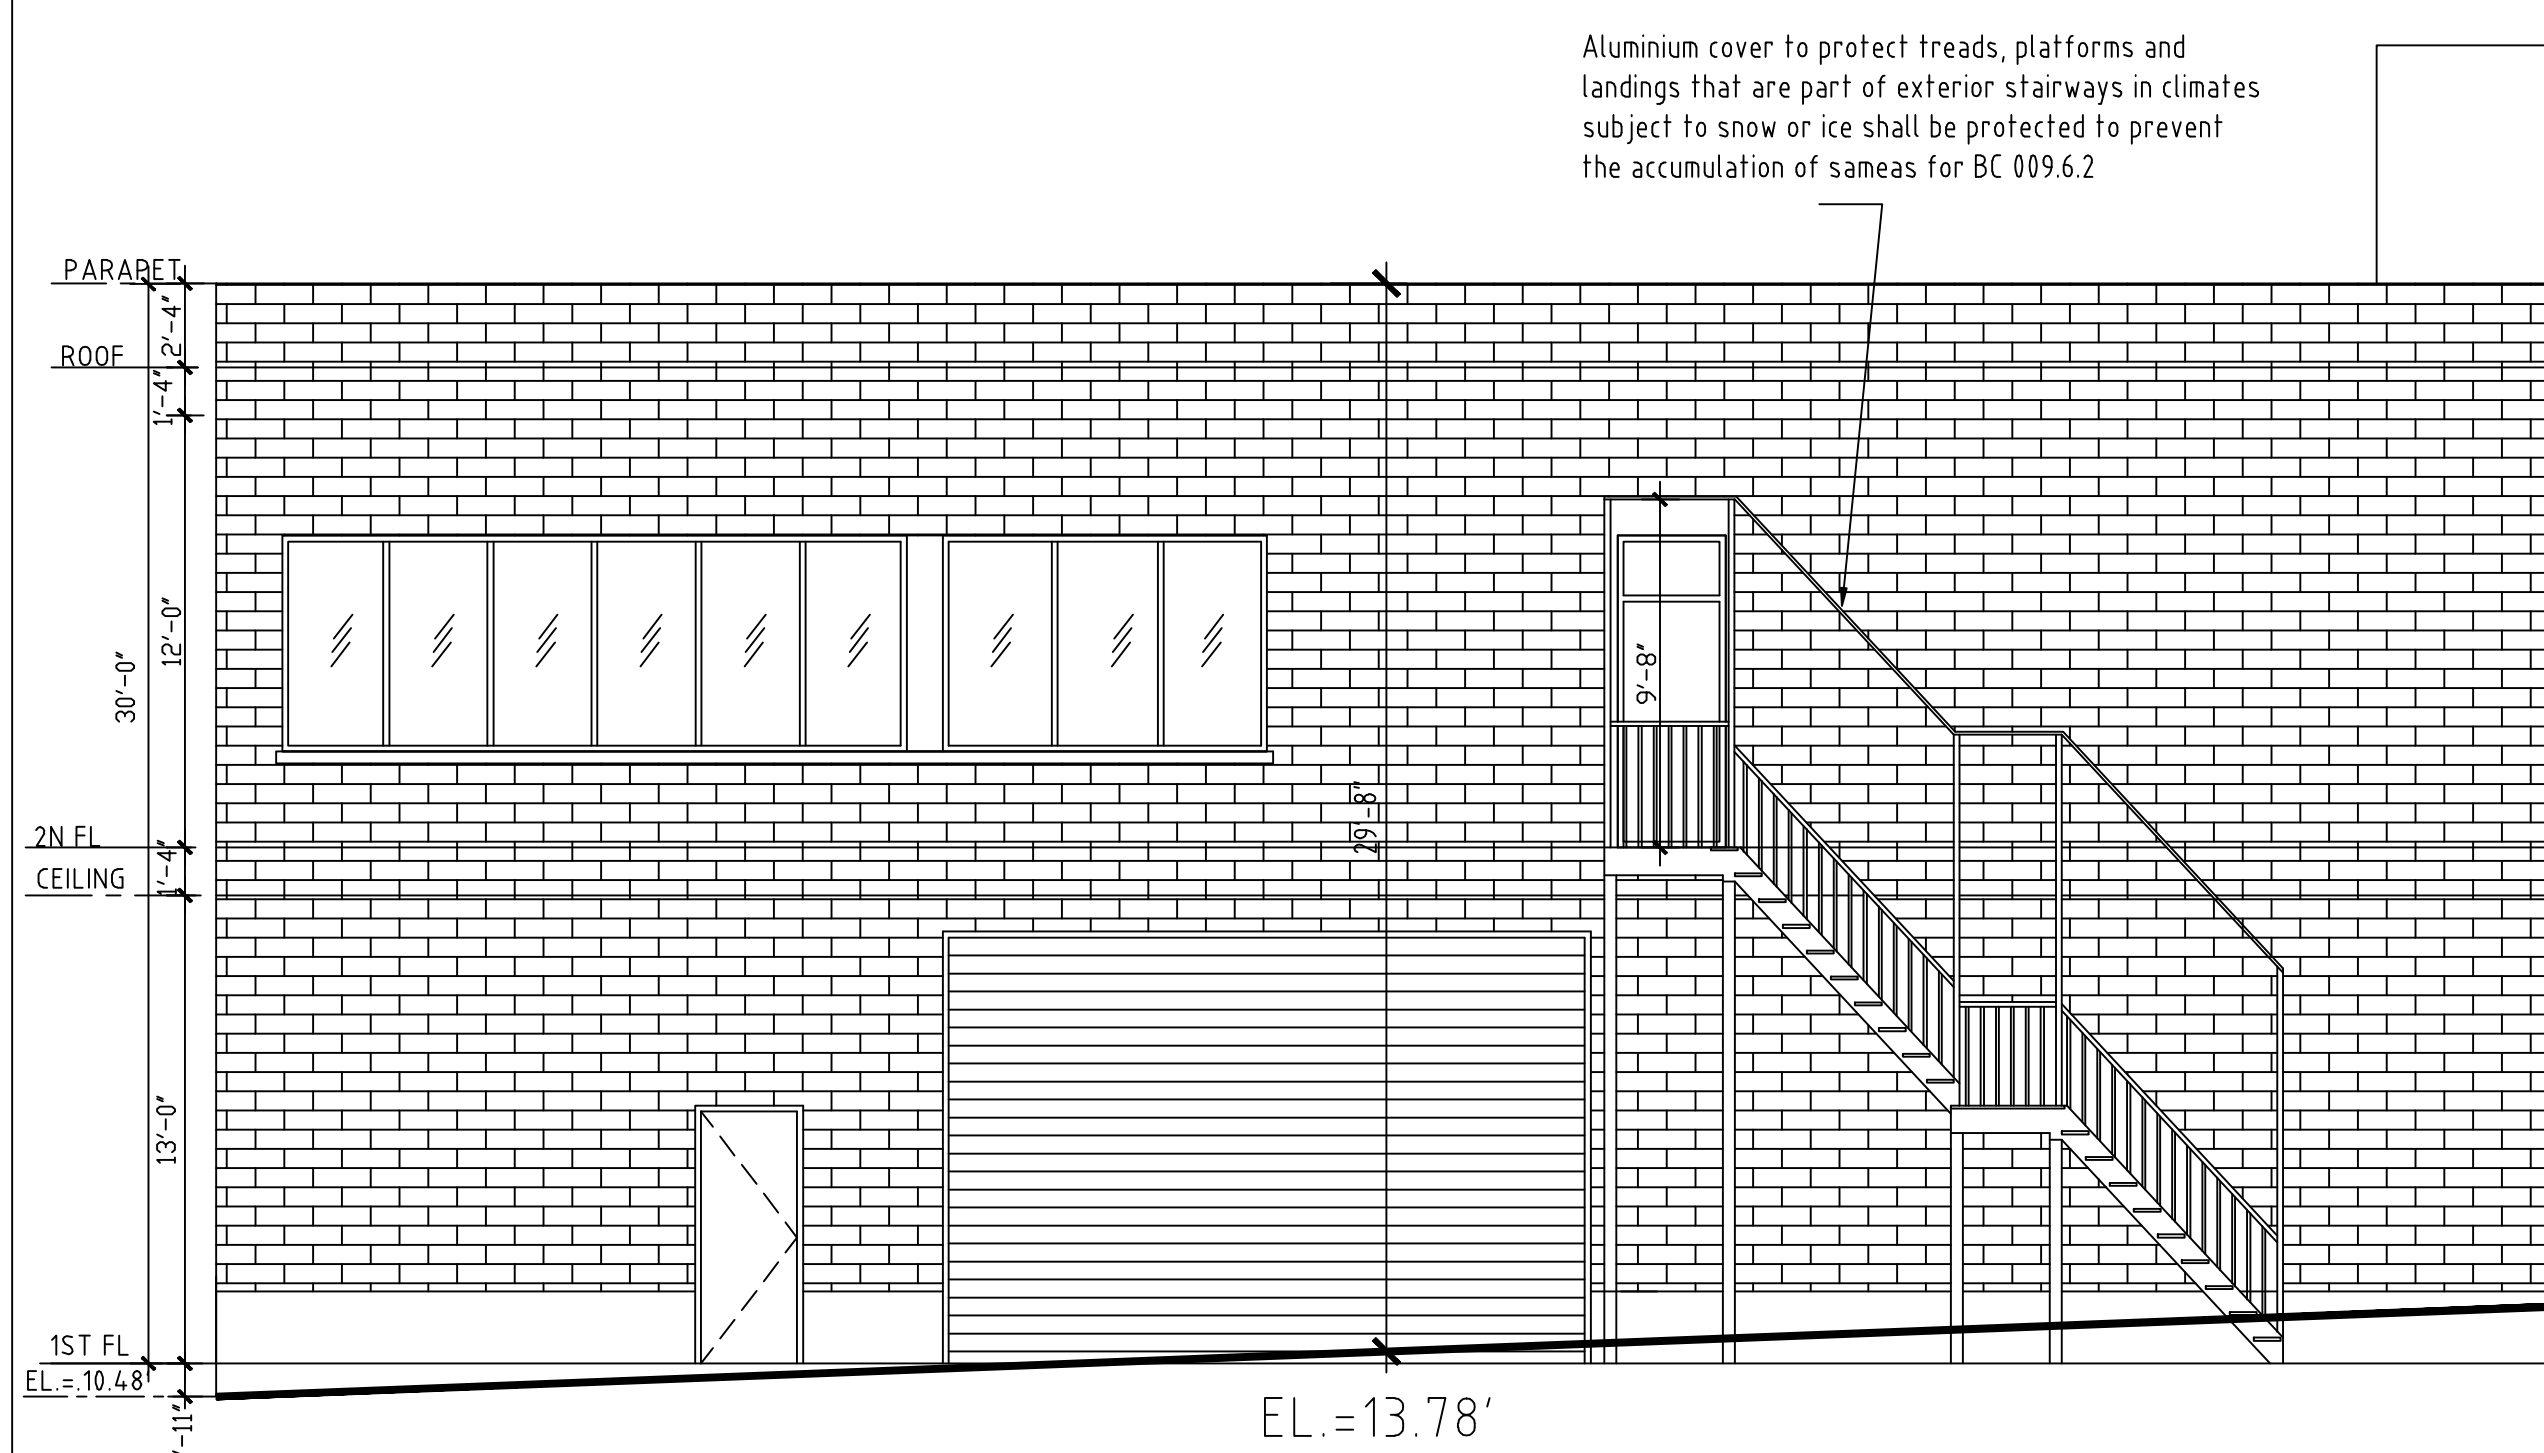 Aluminium cover to protect treads, platforms and
landings that are part of exterior stairways in climates
subject to snow or ice shall be protected to prevent
the accumulation of sameas for BC 009.6.2
PARAPET
2'-4"
ROOF
1'-4"
12'-0"
30'-0"
9'-8"
29'-8"
2N FL
1'-4"
CEILING
13'-0"
1ST FL
EL.=.10.48'
'-11"
EL.=13.78'